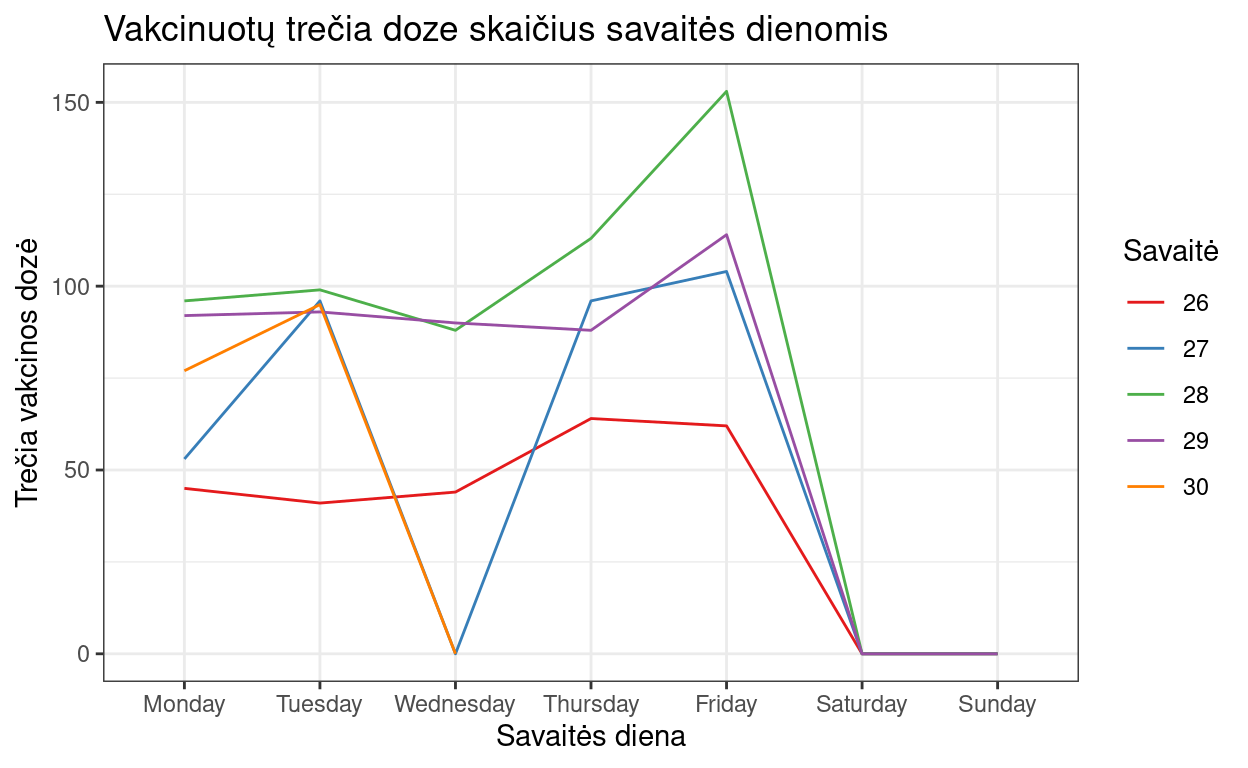 Vakcinuotų trečia doze skaičius savaitės dienomis
Trečia vakcinos dozė
150
100
50
0
Monday Tuesday Wednesday Thursday Friday Saturday Sunday
Savaitės diena
Savaitė
26
27
28
29
30